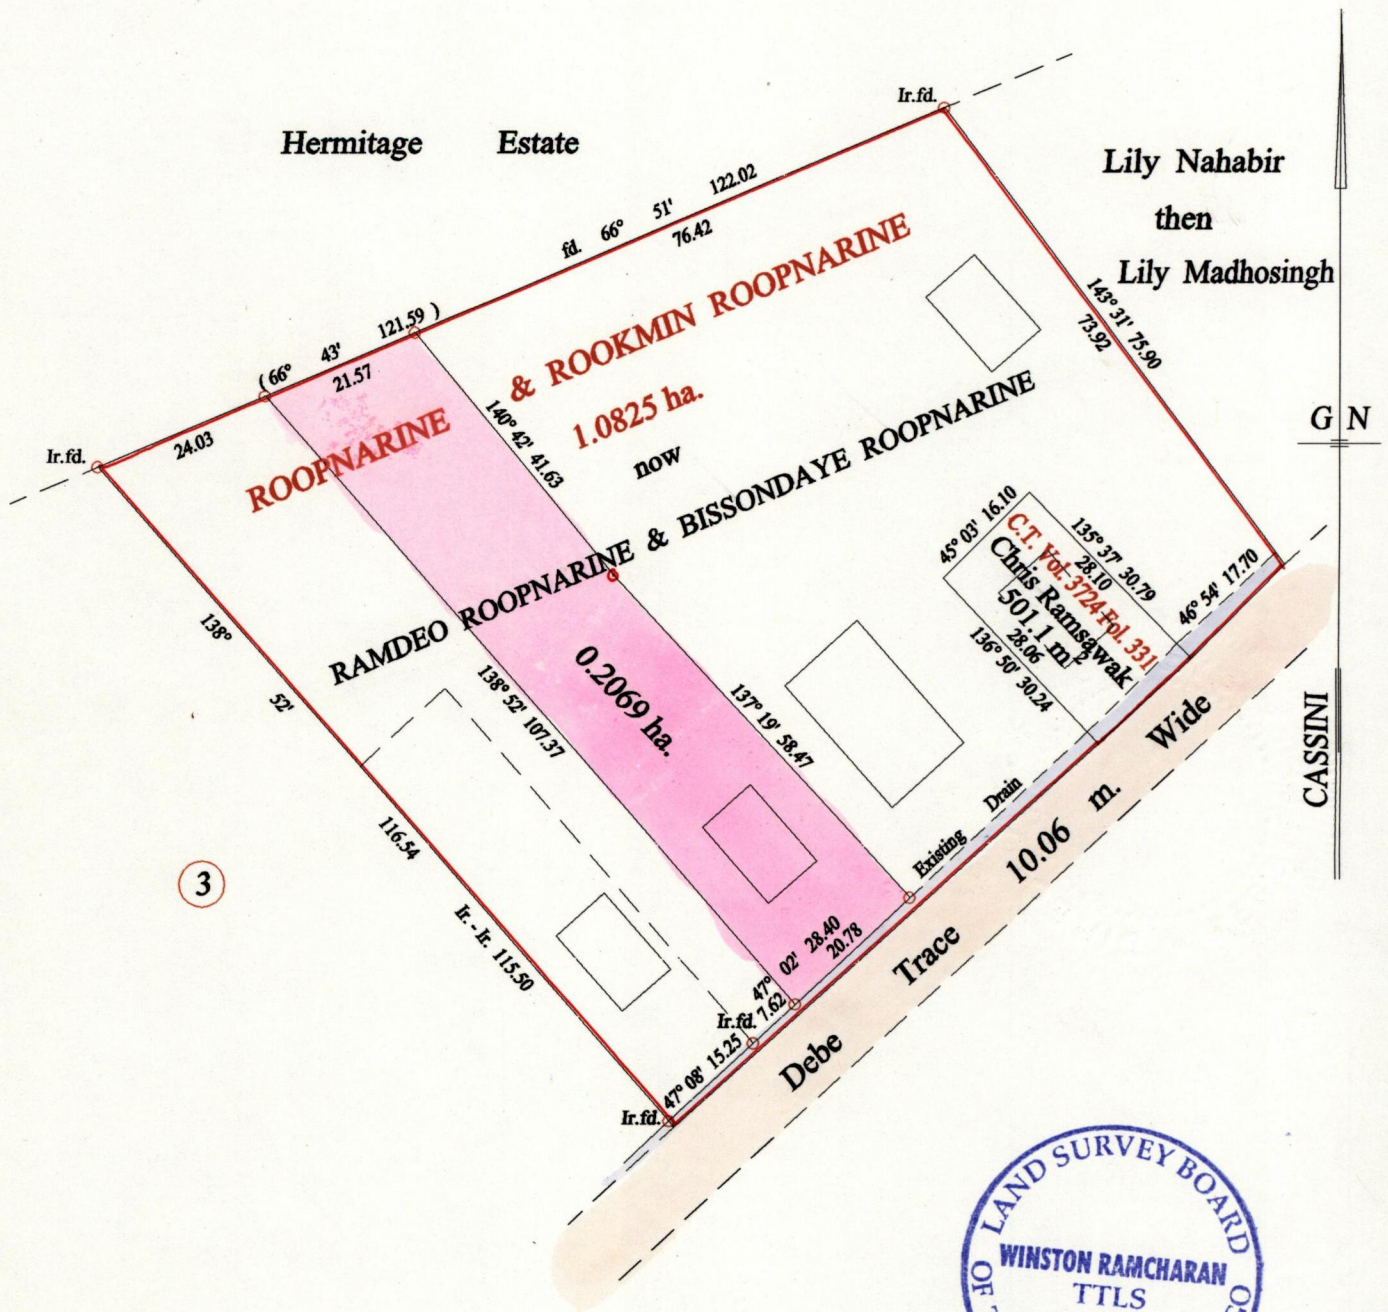 Hermitage Estate
Ir.fd.
Lily Nahabir
then
Lily Madhosingh
fd. 66° 51' 122.02
76.42
(66° 43' 121.59)
21.57
24.03
Ir.fd.
ROOPNARINE & ROOKMIN ROOPNARINE
1.0825 ha.
now
RAMDEO ROOPNARINE & BISSONDAYE ROOPNARINE
140° 42' 41.63
143° 31' 75.90
73.92
G N
CASSINI
45° 03' 16.10
135° 37' 30.79
28.10
C.T. Vol. 3724 Fol. 331
Chris Ramsawak
501.1 m²
28.06
136° 50' 30.24
46° 54' 17.70
138° 52' 116.54
Ir. - Ir. 115.50
138° 52' 107.37
0.2069 ha.
137° 19' 58.47
3
Existing Drain
47° 02' 28.40
20.78
7.62
Ir.fd.
47° 08' 15.25
Ir.fd.
Debe Trace 10.06 m. Wide
LAND SURVEY BOARD
WINSTON RAMCHARAN
TTLS
OF